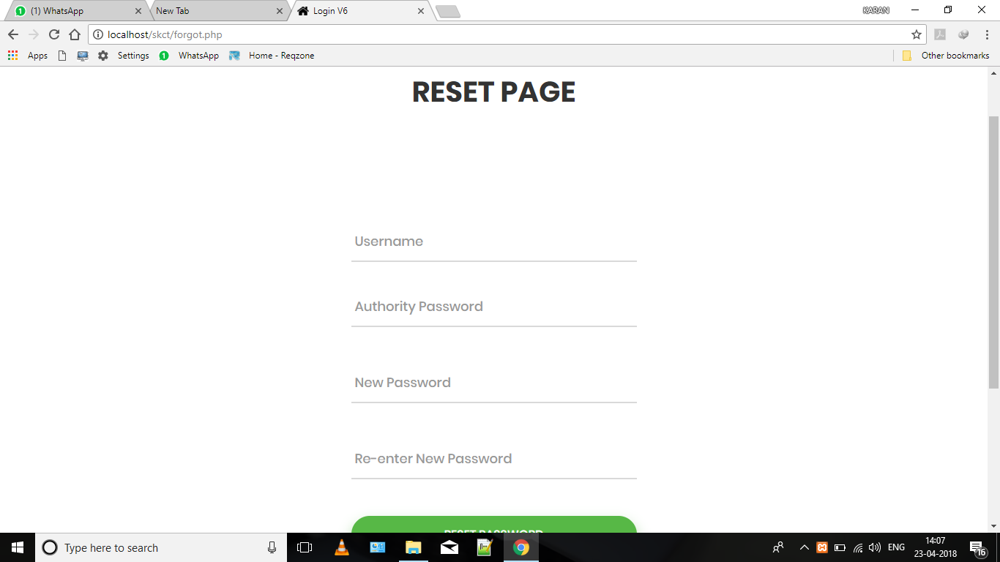 (1) WhatsApp
New Tab
Login V6
KARAN
localhost/skct/forgot.php
Apps
Settings
1
WhatsApp
Home - Reqzone
Other bookmarks
RESET PAGE
Username
Authority Password
New Password
Re-enter New Password
RESET PASSWORD
Type here to search
ENG
14:07
23-04-2018
16